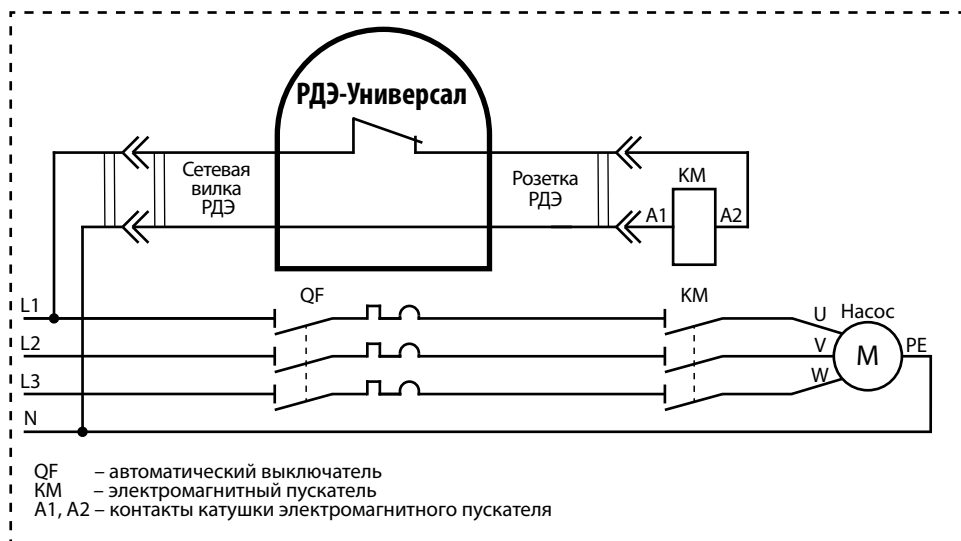 РДЭ-Универсал
Сетевая
вилка
РДЭ
Розетка
РДЭ
КМ
А1
А2
QF
КМ
L1
U
Насос
L2
V
М
PE
L3
W
N
QF – автоматический выключатель
КМ – электромагнитный пускатель
А1, А2 – контакты катушки электромагнитного пускателя